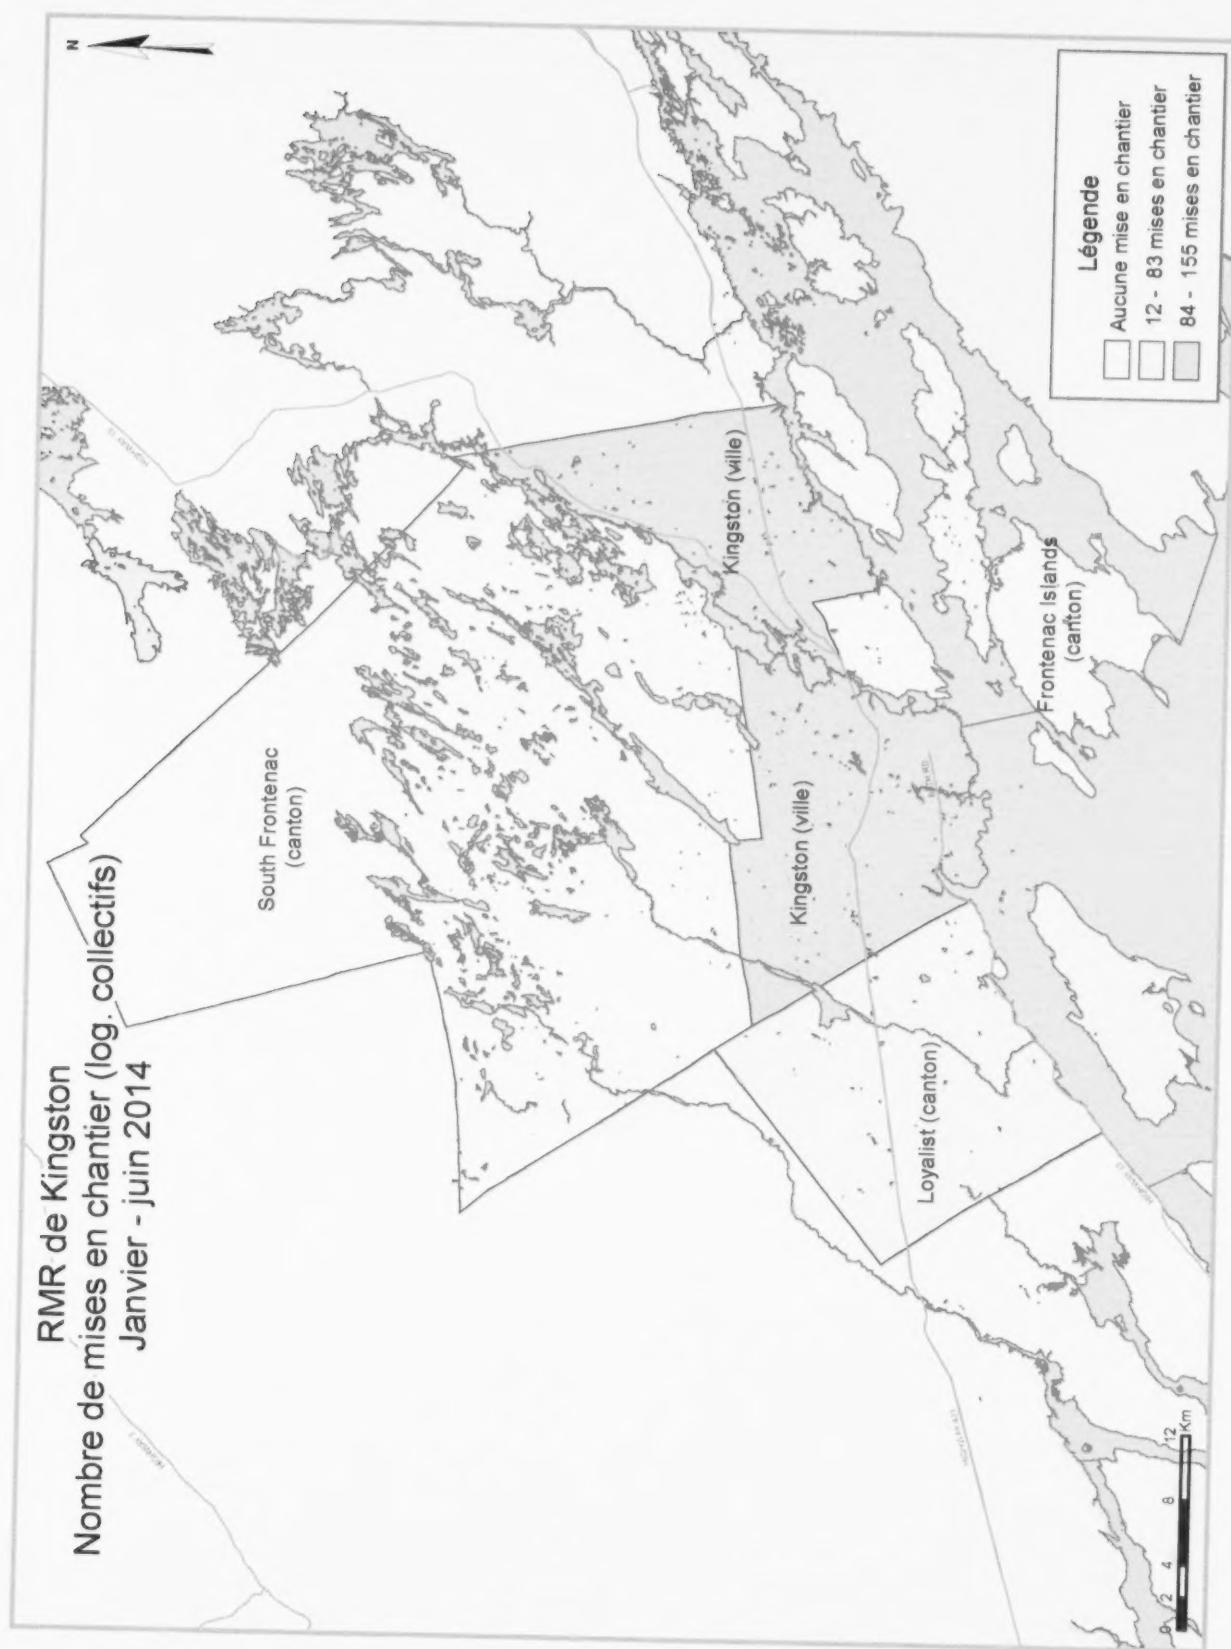 RMR de Kingston
Nombre de mises en chantier (log. collectifs)
Janvier - juin 2014
N
South Frontenac
(canton)
Kingston (ville)
Kingston (ville)
Loyalist (canton)
Frontenac Islands
(canton)
Légende
Aucune mise en chantier
12 - 83 mises en chantier
84 - 155 mises en chantier
0 2 4 8 12
Km